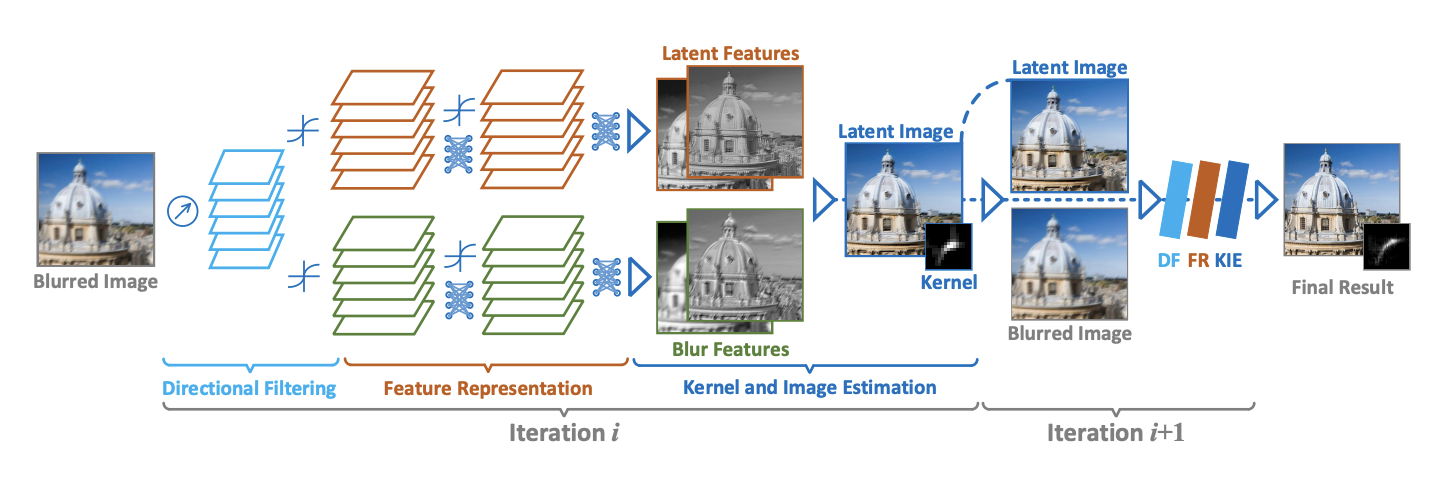 Latent Features
Latent Image
Latent Image
Blurred Image
Kernel
DF FR KIE
Final Result
Blurred Image
Blur Features
Directional Filtering
Feature Representation
Kernel and Image Estimation
Iteration i
Iteration i+1